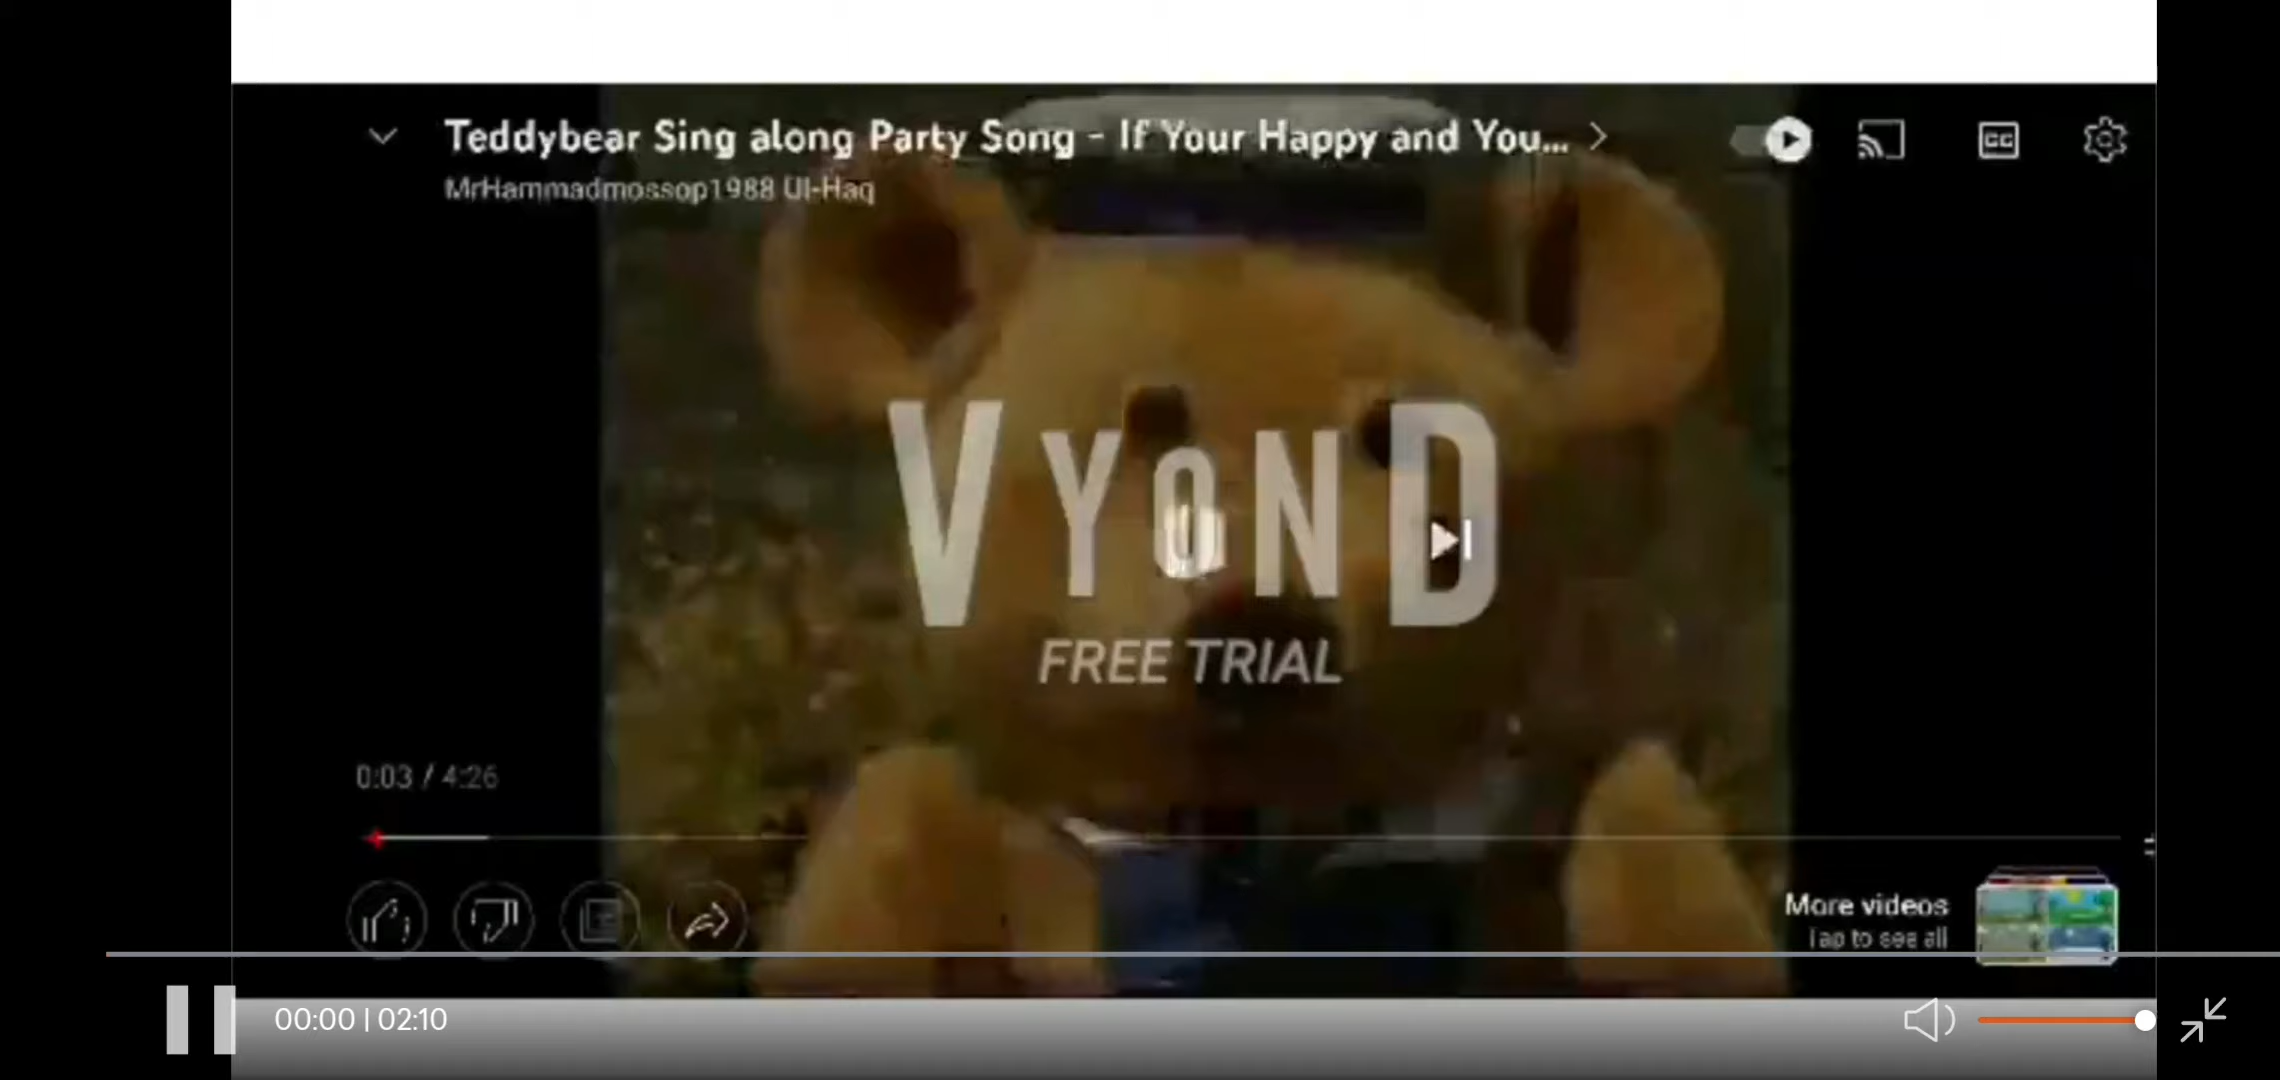 Teddybear Sing along Party Song - If Your Happy and You...
MrHammadmossop1988 Ul-Haq
CC
VYOND
FREE TRIAL
0:03 / 4:26
More videos
Tap to see all
00:00 | 02:10